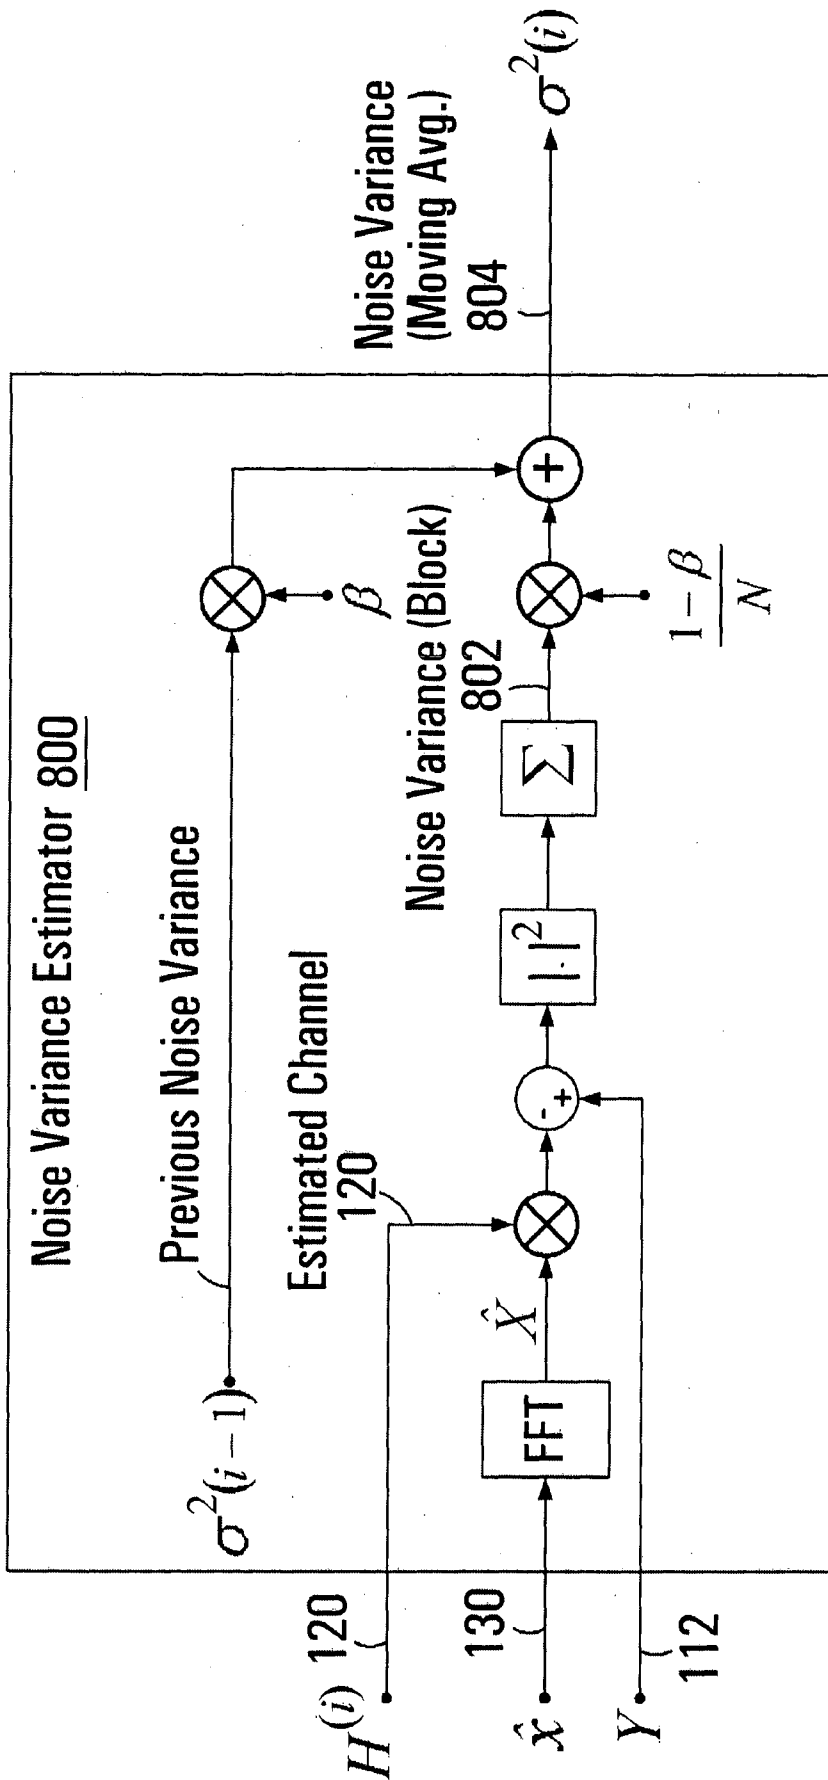 Noise Variance Estimator 800
Previous Noise Variance
σ²(i − 1)
β
Estimated Channel
120
H⁽ⁱ⁾
120
x̂
130
Y
112
FFT
X̂
-
+
|.|²
Σ
Noise Variance (Block)
802
1− β
N
+
Noise Variance
(Moving Avg.)
804
σ²(i)